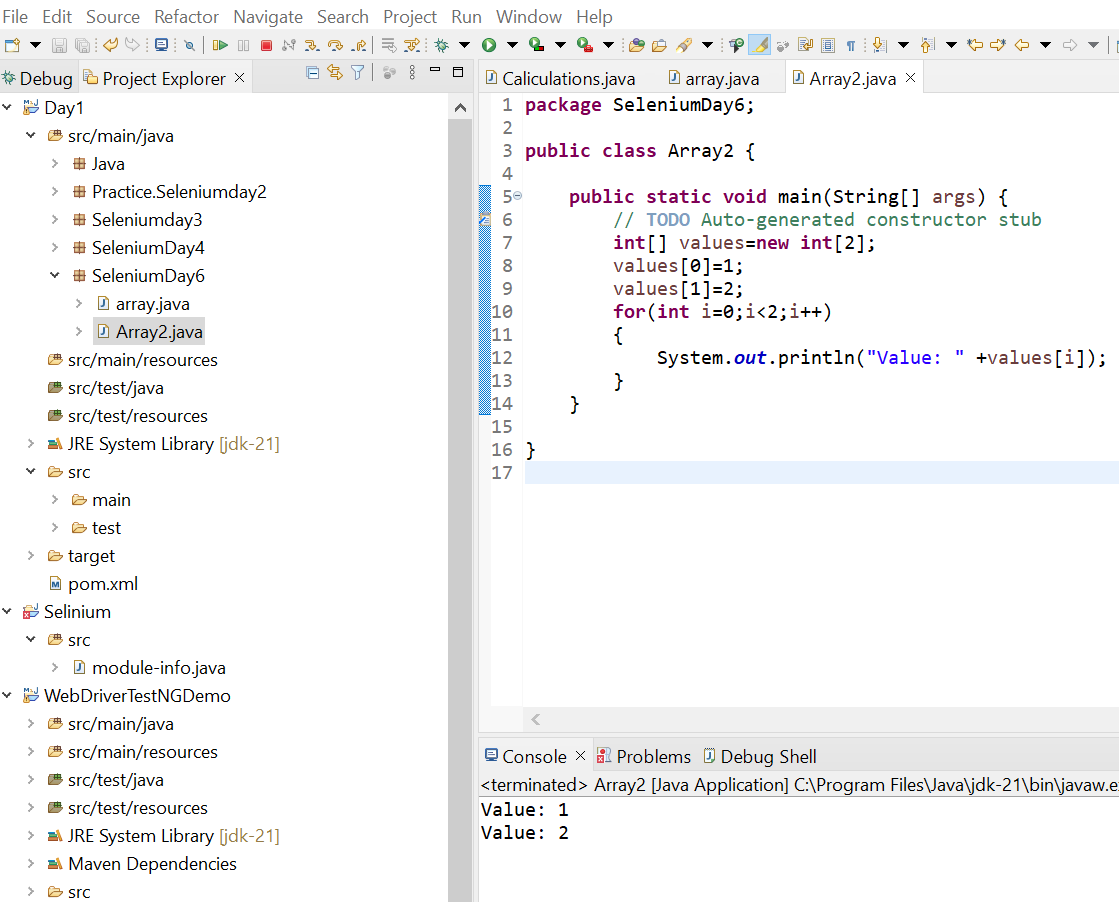 File Edit Source Refactor Navigate Search Project Run Window Help
Debug Project Explorer
Day1
src/main/java
Java
Practice.Seleniumday2
Seleniumday3
SeleniumDay4
SeleniumDay6
array.java
Array2.java
src/main/resources
src/test/java
src/test/resources
JRE System Library [jdk-21]
src
main
test
target
pom.xml
Selinium
src
module-info.java
WebDriverTestNGDemo
src/main/java
src/main/resources
src/test/java
src/test/resources
JRE System Library [jdk-21]
Maven Dependencies
src
Caliculations.java array.java Array2.java
1 package SeleniumDay6;
2
3 public class Array2 {
4
5 public static void main(String[] args) {
6 // TODO Auto-generated constructor stub
7 int[] values=new int[2];
8 values[0]=1;
9 values[1]=2;
10 for(int i=0;i<2;i++)
11 {
12 System.out.println("Value: " +values[i]);
13 }
14 }
15
16 }
17
Console Problems Debug Shell
<terminated> Array2 [Java Application] C:\Program Files\Java\jdk-21\bin\javaw.e
Value: 1
Value: 2